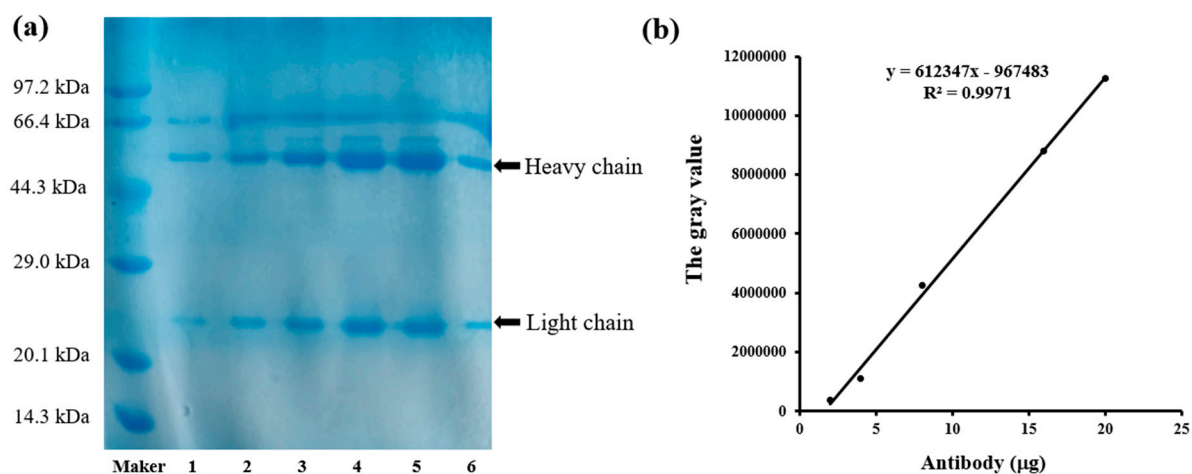 (a)
97.2 kDa
66.4 kDa
44.3 kDa
29.0 kDa
20.1 kDa
14.3 kDa
Heavy chain
Light chain
Maker 1 2 3 4 5 6
(b)
12000000
10000000
8000000
6000000
4000000
2000000
0
The gray value
y = 612347x - 967483
R² = 0.9971
0 5 10 15 20 25
Antibody (μg)